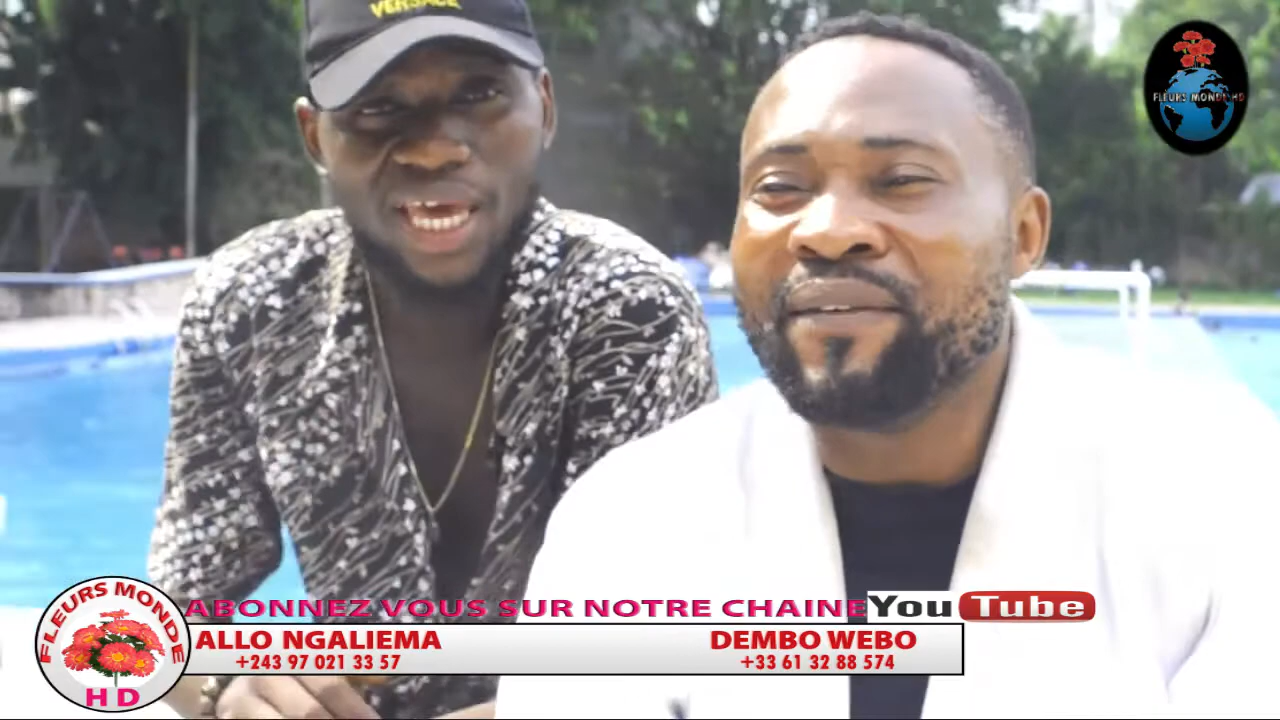 VERSACE
FLEURS MONDE HD
ABONNEZ VOUS SUR NOTRE CHAINE YouTube
FLEURS MONDE
HD
ALLO NGALIEMA
+243 97 021 33 57
DEMBO WEBO
+33 61 32 88 574